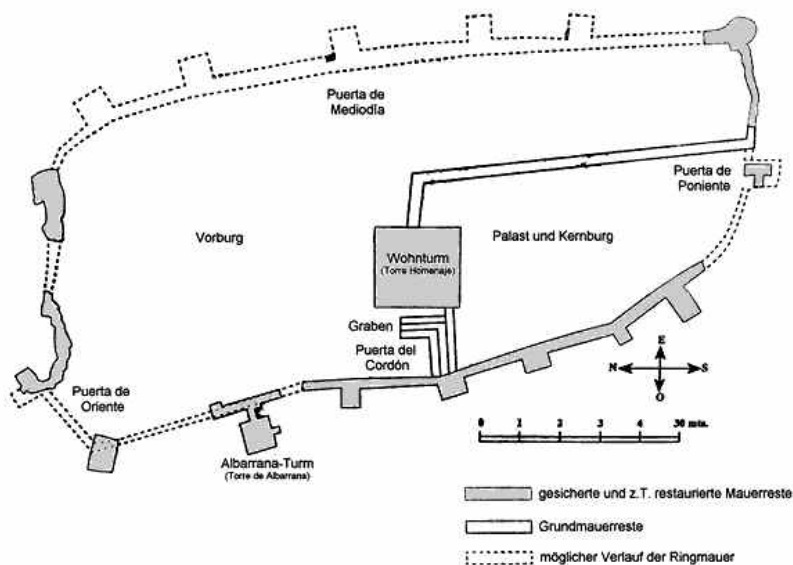 Puerta de
Mediodía
Puerta de
Poniente
Vorburg
Palast und Kernburg
Wohnturm
(Torre Homenaje)
Graben
Puerta del
Cordón
Puerta de
Oriente
E
N S
O
0 1 2 3 4 30 mts.
Albarrana-Turm
(Torre de Albarrana)
gesicherte und z.T. restaurierte Mauerreste
Grundmauerreste
möglicher Verlauf der Ringmauer